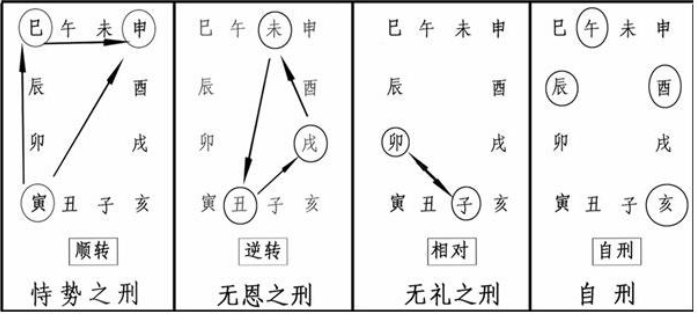 巳 午 未 申
辰 酉
卯 戌
寅 丑 子 亥
顺转
恃势之刑
巳 午 未 申
辰 酉
卯 戌
寅 丑 子 亥
逆转
无恩之刑
巳 午 未 申
辰 酉
卯 戌
寅 丑 子 亥
相对
无礼之刑
巳 午 未 申
辰 酉
卯 戌
寅 丑 子 亥
自刑
自刑